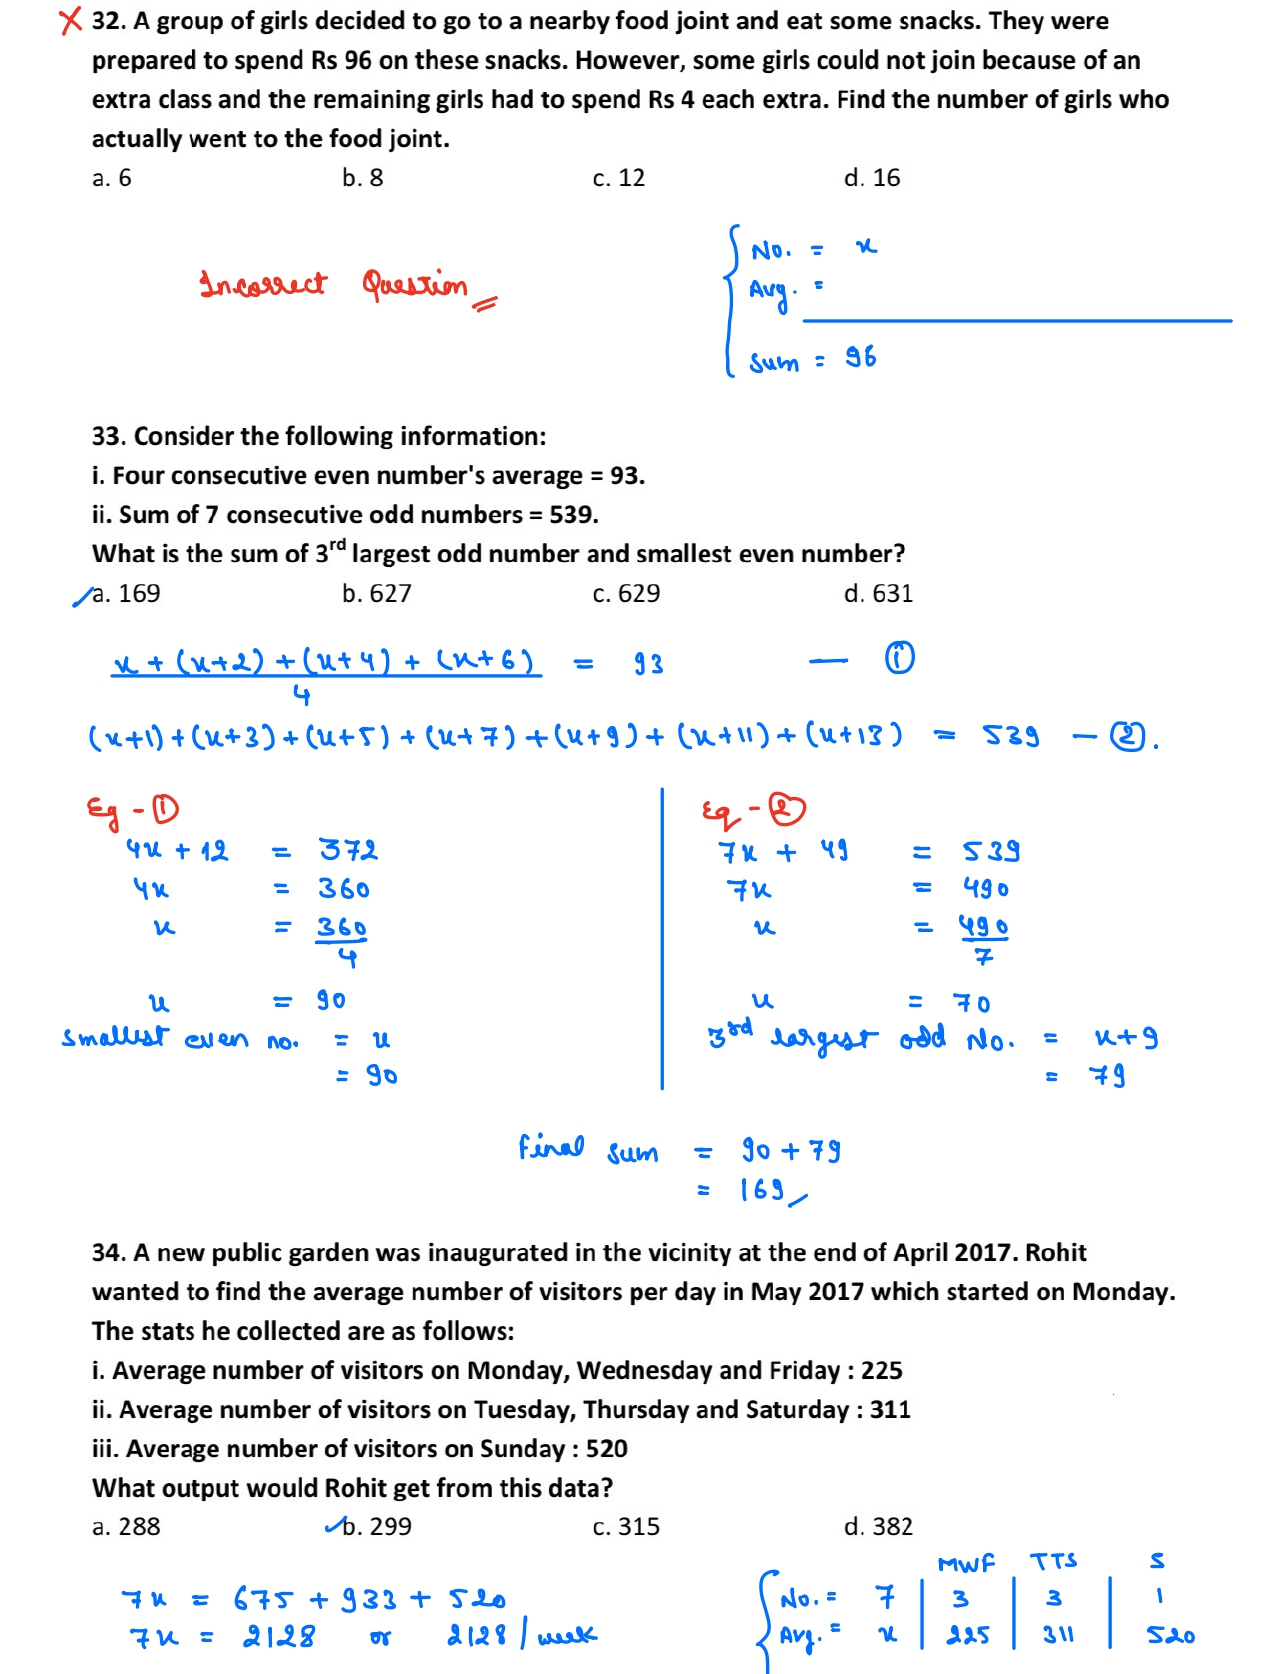 X 32. A group of girls decided to go to a nearby food joint and eat some snacks. They were
prepared to spend Rs 96 on these snacks. However, some girls could not join because of an
extra class and the remaining girls had to spend Rs 4 each extra. Find the number of girls who
actually went to the food joint.
a. 6 b. 8 c. 12 d. 16
No. = x
Incorrect Question
Avg. =
Sum = 96
33. Consider the following information:
i. Four consecutive even number's average = 93.
ii. Sum of 7 consecutive odd numbers = 539.
What is the sum of 3rd largest odd number and smallest even number?
a. 169 b. 627 c. 629 d. 631
x + (x+2) + (x+4) + (x+6) = 93 — ①
4
(x+1) + (x+3) + (x+5) + (x+7) + (x+9) + (x+11) + (x+13) = 539 — ②.
Eq - ① Eq - ②
4x + 12 = 372 7x + 49 = 539
4x = 360 7x = 490
x = 360 x = 490
4 7
x = 90 x = 70
Smallest even no. = x 3rd largest odd No. = x+9
= 90 = 79
Final sum = 90 + 79
= 169
34. A new public garden was inaugurated in the vicinity at the end of April 2017. Rohit
wanted to find the average number of visitors per day in May 2017 which started on Monday.
The stats he collected are as follows:
i. Average number of visitors on Monday, Wednesday and Friday : 225
ii. Average number of visitors on Tuesday, Thursday and Saturday : 311
iii. Average number of visitors on Sunday : 520
What output would Rohit get from this data?
a. 288 b. 299 c. 315 d. 382
MWF TTS S
7x = 675 + 933 + 520 No. = 7 3 3 1
7x = 2128 or 2128 / week Avg. = x 225 311 520